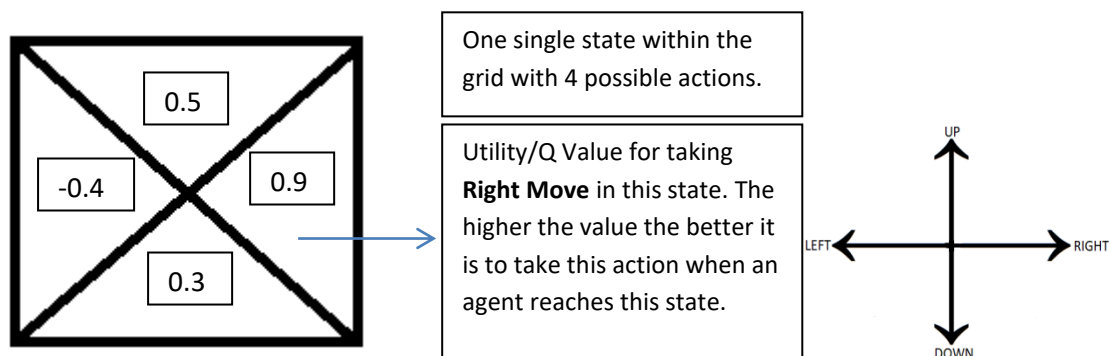 0.5
-0.4
0.9
0.3
One single state within the
grid with 4 possible actions.
Utility/Q Value for taking
Right Move in this state. The
higher the value the better it
is to take this action when an
agent reaches this state.
UP
LEFT
RIGHT
DOWN